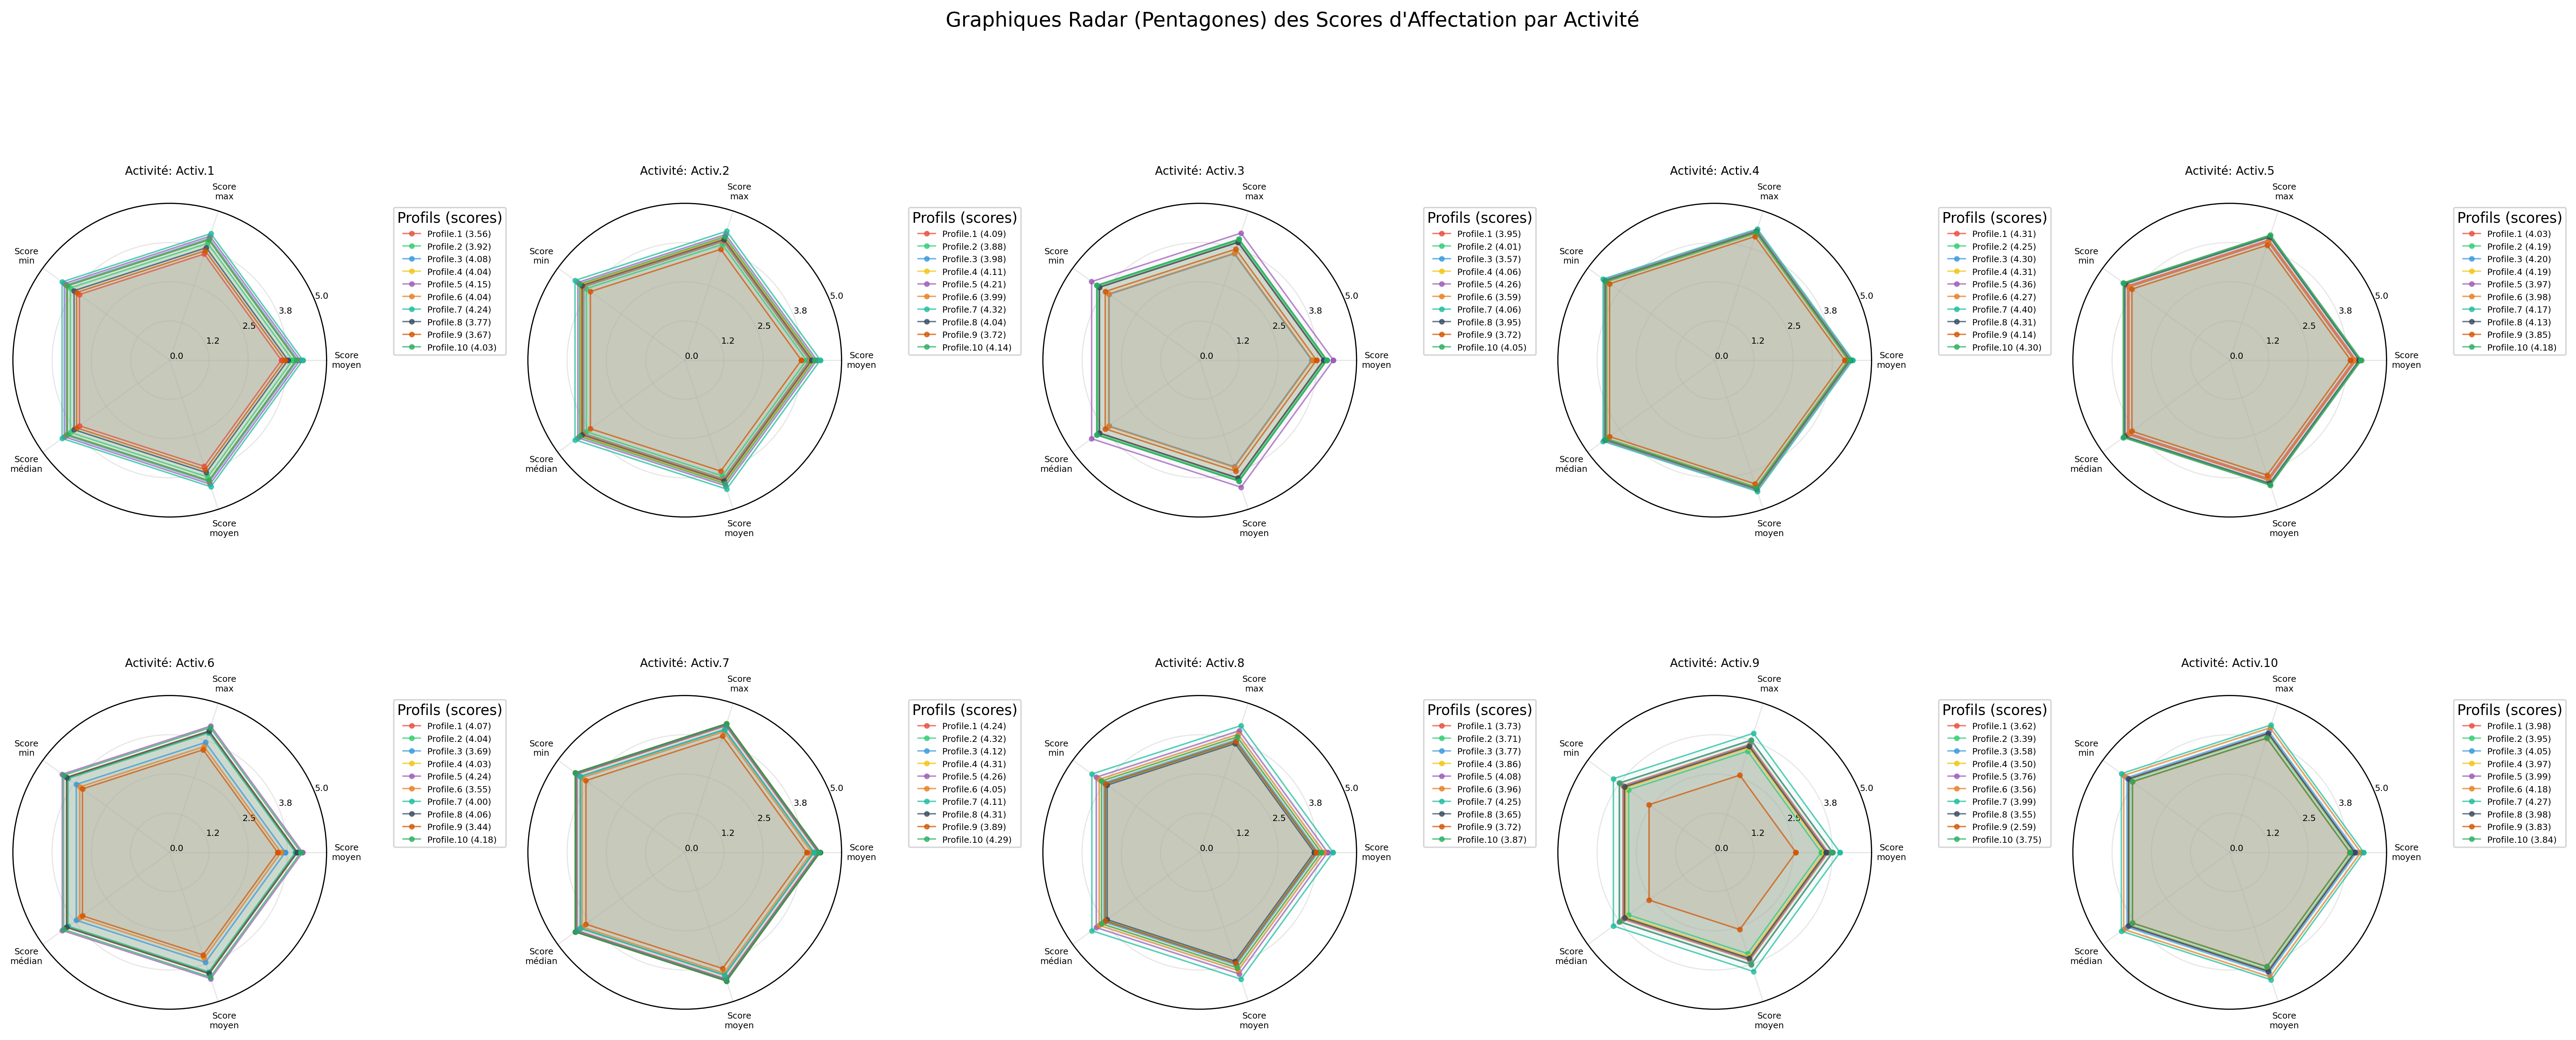 Graphiques Radar (Pentagones) des Scores d'Affectation par Activité
Activité: Activ.1
Score
max
Score
min
Score
moyen
Score
médian
Score
moyen
0.0
1.2
2.5
3.8
5.0
Profils (scores)
Profile.1 (3.56)
Profile.2 (3.92)
Profile.3 (4.08)
Profile.4 (4.04)
Profile.5 (4.15)
Profile.6 (4.04)
Profile.7 (4.24)
Profile.8 (3.77)
Profile.9 (3.67)
Profile.10 (4.03)
Activité: Activ.2
Score
max
Score
min
Score
moyen
Score
médian
Score
moyen
0.0
1.2
2.5
3.8
5.0
Profils (scores)
Profile.1 (4.09)
Profile.2 (3.88)
Profile.3 (3.98)
Profile.4 (4.11)
Profile.5 (4.21)
Profile.6 (3.99)
Profile.7 (4.32)
Profile.8 (4.04)
Profile.9 (3.72)
Profile.10 (4.14)
Activité: Activ.3
Score
max
Score
min
Score
moyen
Score
médian
Score
moyen
0.0
1.2
2.5
3.8
5.0
Profils (scores)
Profile.1 (3.95)
Profile.2 (4.01)
Profile.3 (3.57)
Profile.4 (4.06)
Profile.5 (4.26)
Profile.6 (3.59)
Profile.7 (4.06)
Profile.8 (3.95)
Profile.9 (3.72)
Profile.10 (4.05)
Activité: Activ.4
Score
max
Score
min
Score
moyen
Score
médian
Score
moyen
0.0
1.2
2.5
3.8
5.0
Profils (scores)
Profile.1 (4.31)
Profile.2 (4.25)
Profile.3 (4.30)
Profile.4 (4.31)
Profile.5 (4.36)
Profile.6 (4.27)
Profile.7 (4.40)
Profile.8 (4.31)
Profile.9 (4.14)
Profile.10 (4.30)
Activité: Activ.5
Score
max
Score
min
Score
moyen
Score
médian
Score
moyen
0.0
1.2
2.5
3.8
5.0
Profils (scores)
Profile.1 (4.03)
Profile.2 (4.19)
Profile.3 (4.20)
Profile.4 (4.19)
Profile.5 (3.97)
Profile.6 (3.98)
Profile.7 (4.17)
Profile.8 (4.13)
Profile.9 (3.85)
Profile.10 (4.18)
Activité: Activ.6
Score
max
Score
min
Score
moyen
Score
médian
Score
moyen
0.0
1.2
2.5
3.8
5.0
Profils (scores)
Profile.1 (4.07)
Profile.2 (4.04)
Profile.3 (3.69)
Profile.4 (4.03)
Profile.5 (4.24)
Profile.6 (3.55)
Profile.7 (4.00)
Profile.8 (4.06)
Profile.9 (3.44)
Profile.10 (4.18)
Activité: Activ.7
Score
max
Score
min
Score
moyen
Score
médian
Score
moyen
0.0
1.2
2.5
3.8
5.0
Profils (scores)
Profile.1 (4.24)
Profile.2 (4.32)
Profile.3 (4.12)
Profile.4 (4.31)
Profile.5 (4.26)
Profile.6 (4.05)
Profile.7 (4.11)
Profile.8 (4.31)
Profile.9 (3.89)
Profile.10 (4.29)
Activité: Activ.8
Score
max
Score
min
Score
moyen
Score
médian
Score
moyen
0.0
1.2
2.5
3.8
5.0
Profils (scores)
Profile.1 (3.73)
Profile.2 (3.71)
Profile.3 (3.77)
Profile.4 (3.86)
Profile.5 (4.08)
Profile.6 (3.96)
Profile.7 (4.25)
Profile.8 (3.65)
Profile.9 (3.72)
Profile.10 (3.87)
Activité: Activ.9
Score
max
Score
min
Score
moyen
Score
médian
Score
moyen
0.0
1.2
2.5
3.8
5.0
Profils (scores)
Profile.1 (3.62)
Profile.2 (3.39)
Profile.3 (3.58)
Profile.4 (3.50)
Profile.5 (3.76)
Profile.6 (3.56)
Profile.7 (3.99)
Profile.8 (3.55)
Profile.9 (2.59)
Profile.10 (3.75)
Activité: Activ.10
Score
max
Score
min
Score
moyen
Score
médian
Score
moyen
0.0
1.2
2.5
3.8
5.0
Profils (scores)
Profile.1 (3.98)
Profile.2 (3.95)
Profile.3 (4.05)
Profile.4 (3.97)
Profile.5 (3.99)
Profile.6 (4.18)
Profile.7 (4.27)
Profile.8 (3.98)
Profile.9 (3.83)
Profile.10 (3.84)